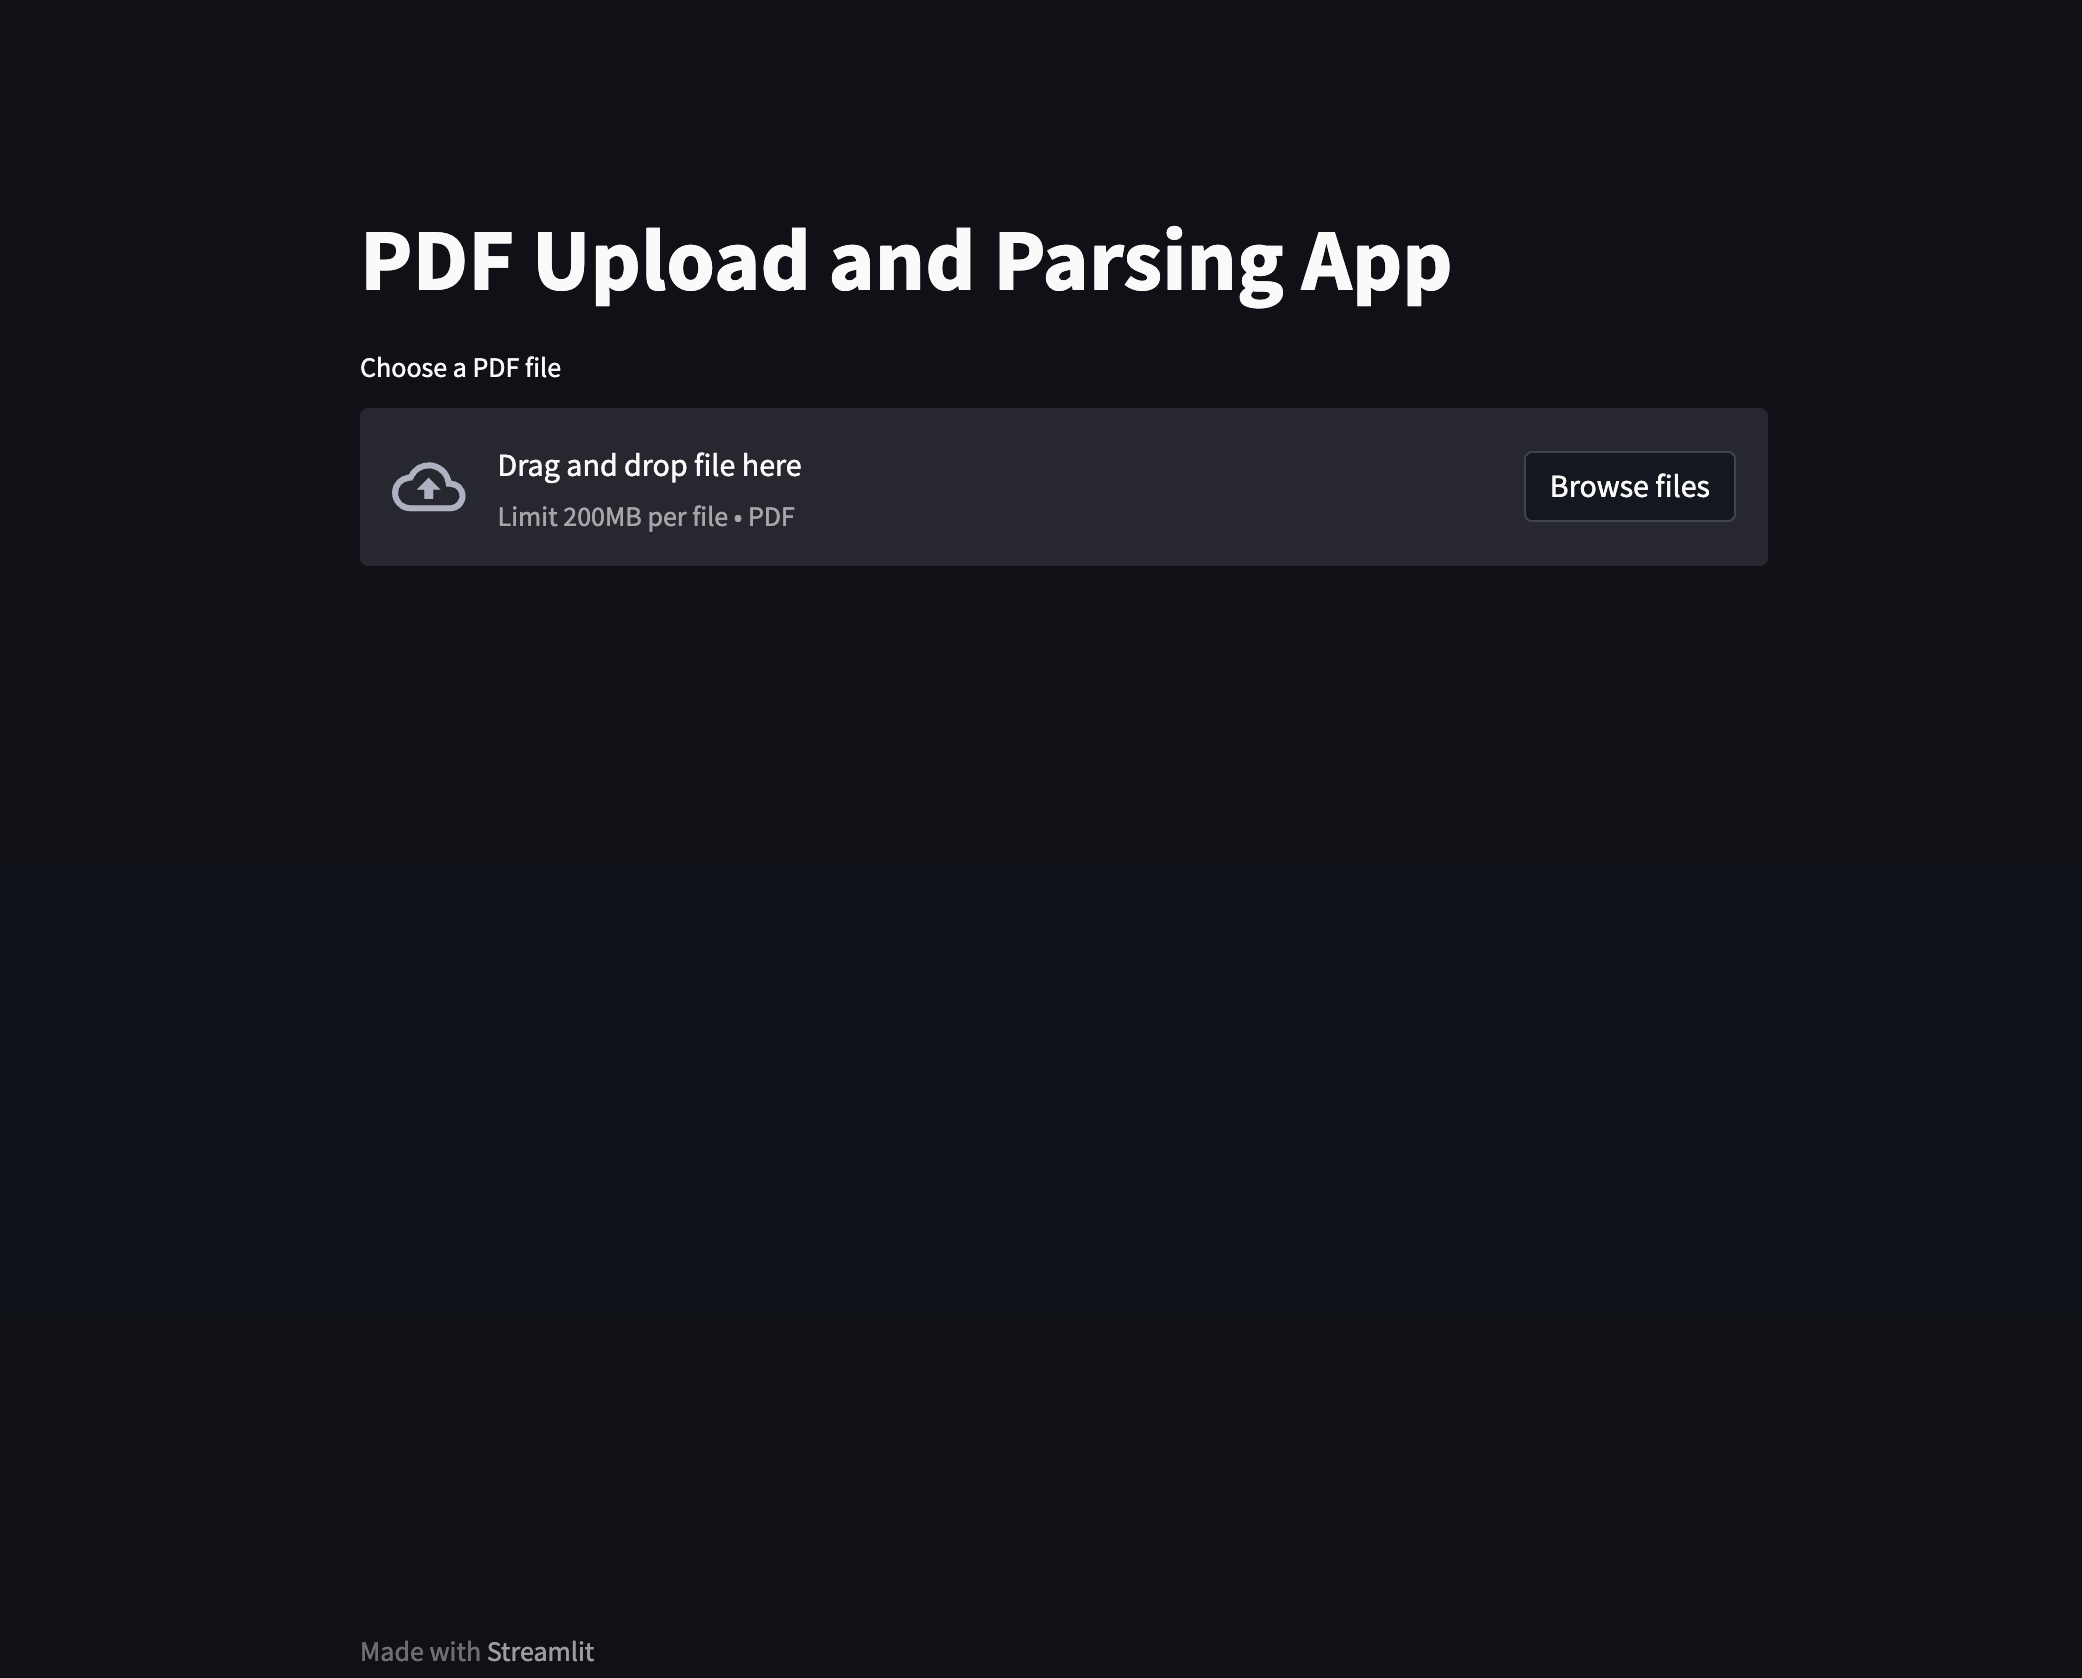 PDF Upload and Parsing App
Choose a PDF file
Drag and drop file here
Limit 200MB per file • PDF
Browse files
Made with Streamlit